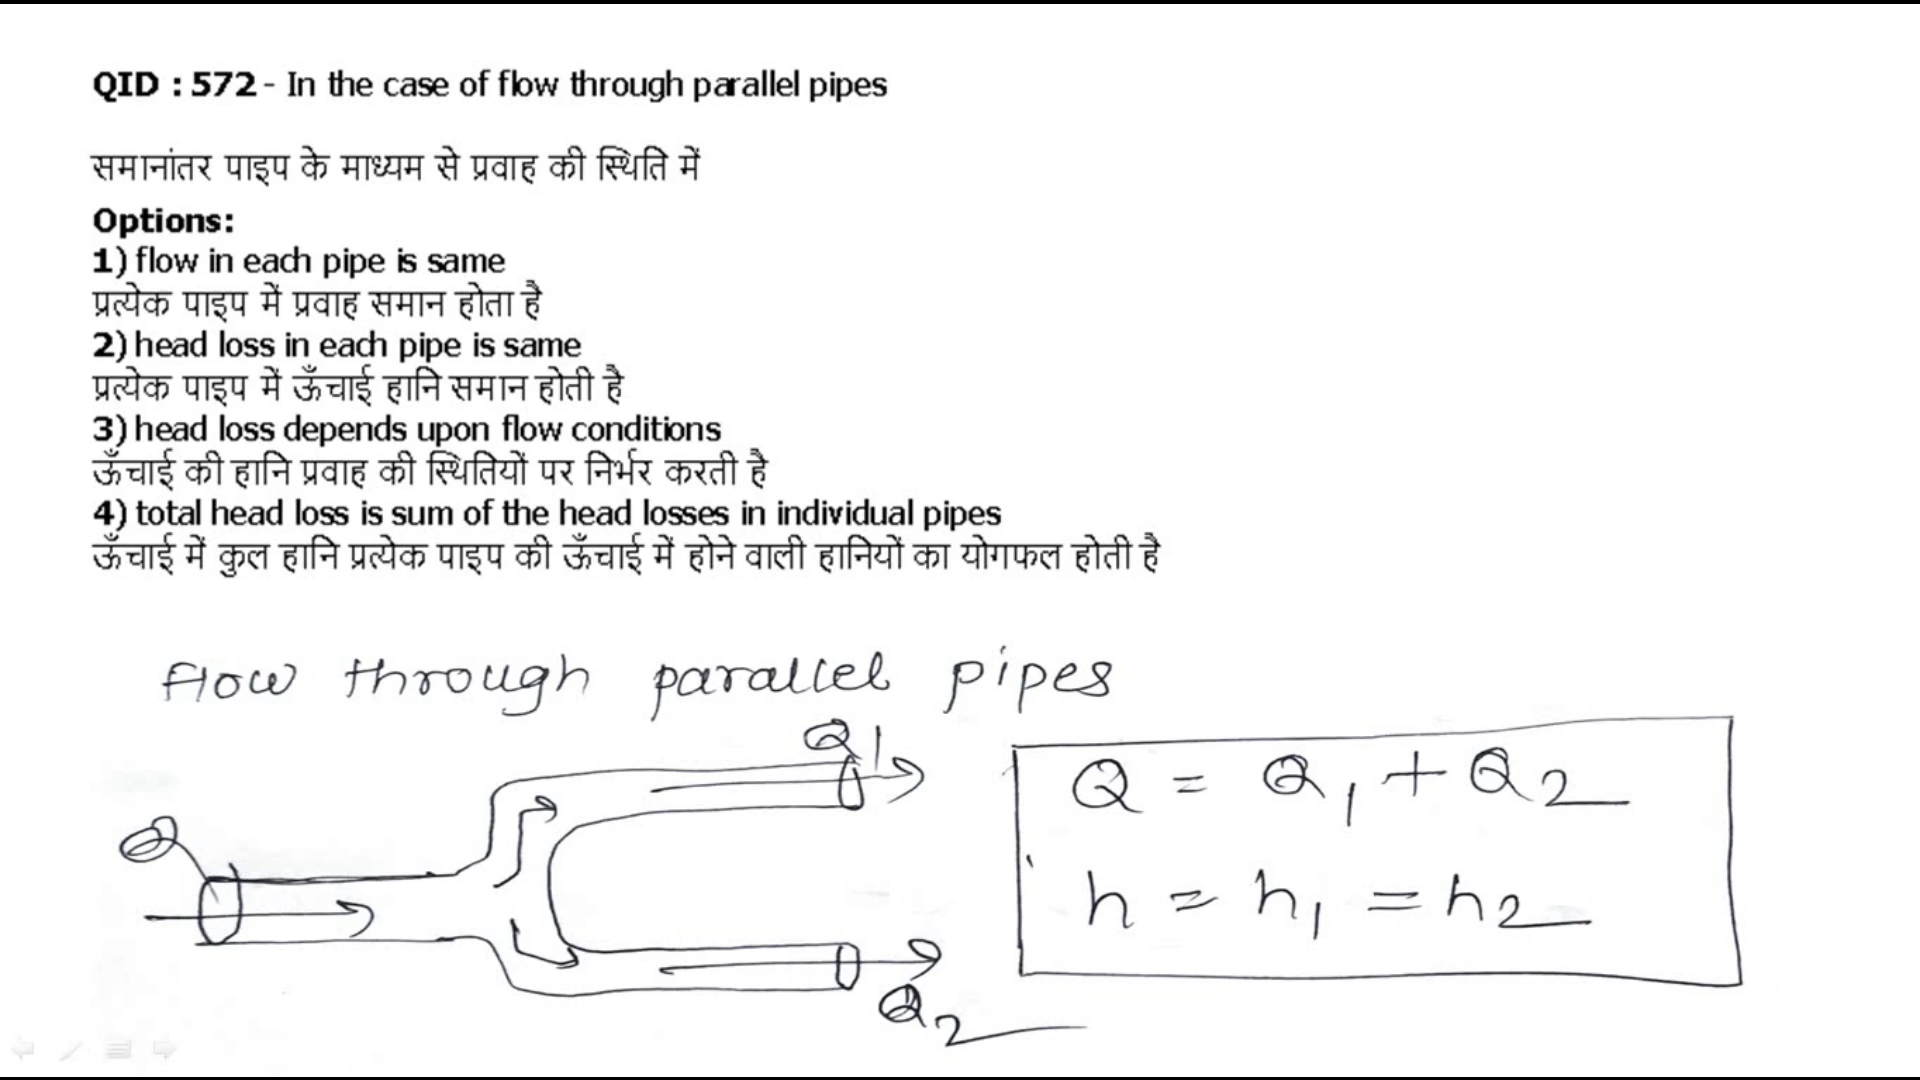 QID : 572 - In the case of flow through parallel pipes
समानांतर पाइप के माध्यम से प्रवाह की स्थिति में
Options:
1) flow in each pipe is same
प्रत्येक पाइप में प्रवाह समान होता है
2) head loss in each pipe is same
प्रत्येक पाइप में ऊँचाई हानि समान होती है
3) head loss depends upon flow conditions
ऊँचाई की हानि प्रवाह की स्थितियों पर निर्भर करती है
4) total head loss is sum of the head losses in individual pipes
ऊँचाई में कुल हानि प्रत्येक पाइप की ऊँचाई में होने वाली हानियों का योगफल होती है
Flow through parallel pipes
Q1
Q = Q1 + Q2
Q
h = h1 = h2
Q2